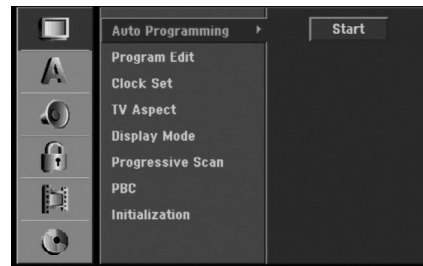 Auto Programming
Start
Program Edit
Clock Set
TV Aspect
Display Mode
Progressive Scan
PBC
Initialization
A